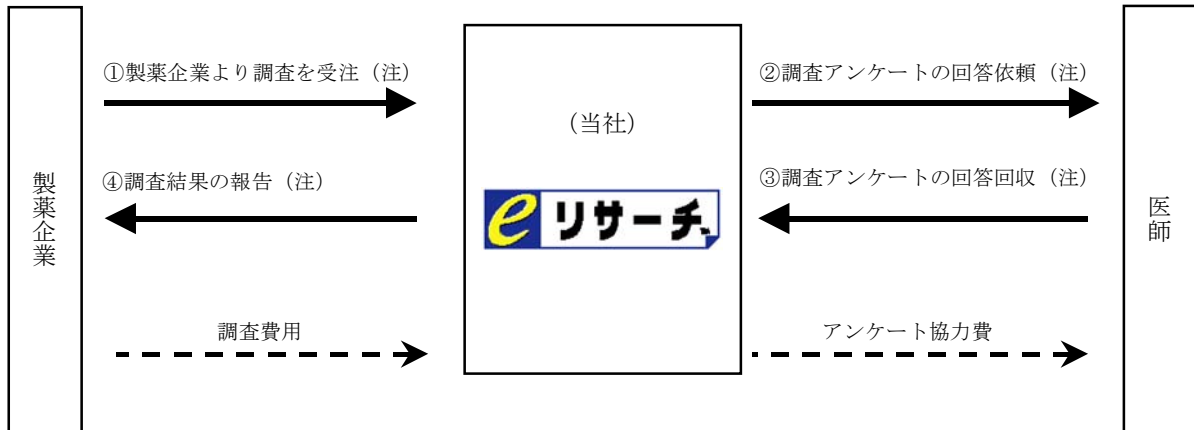 製薬企業
①製薬企業より調査を受注（注）
④調査結果の報告（注）
調査費用
（当社）
eリサーチ、
②調査アンケートの回答依頼（注）
③調査アンケートの回答回収（注）
アンケート協力費
医師